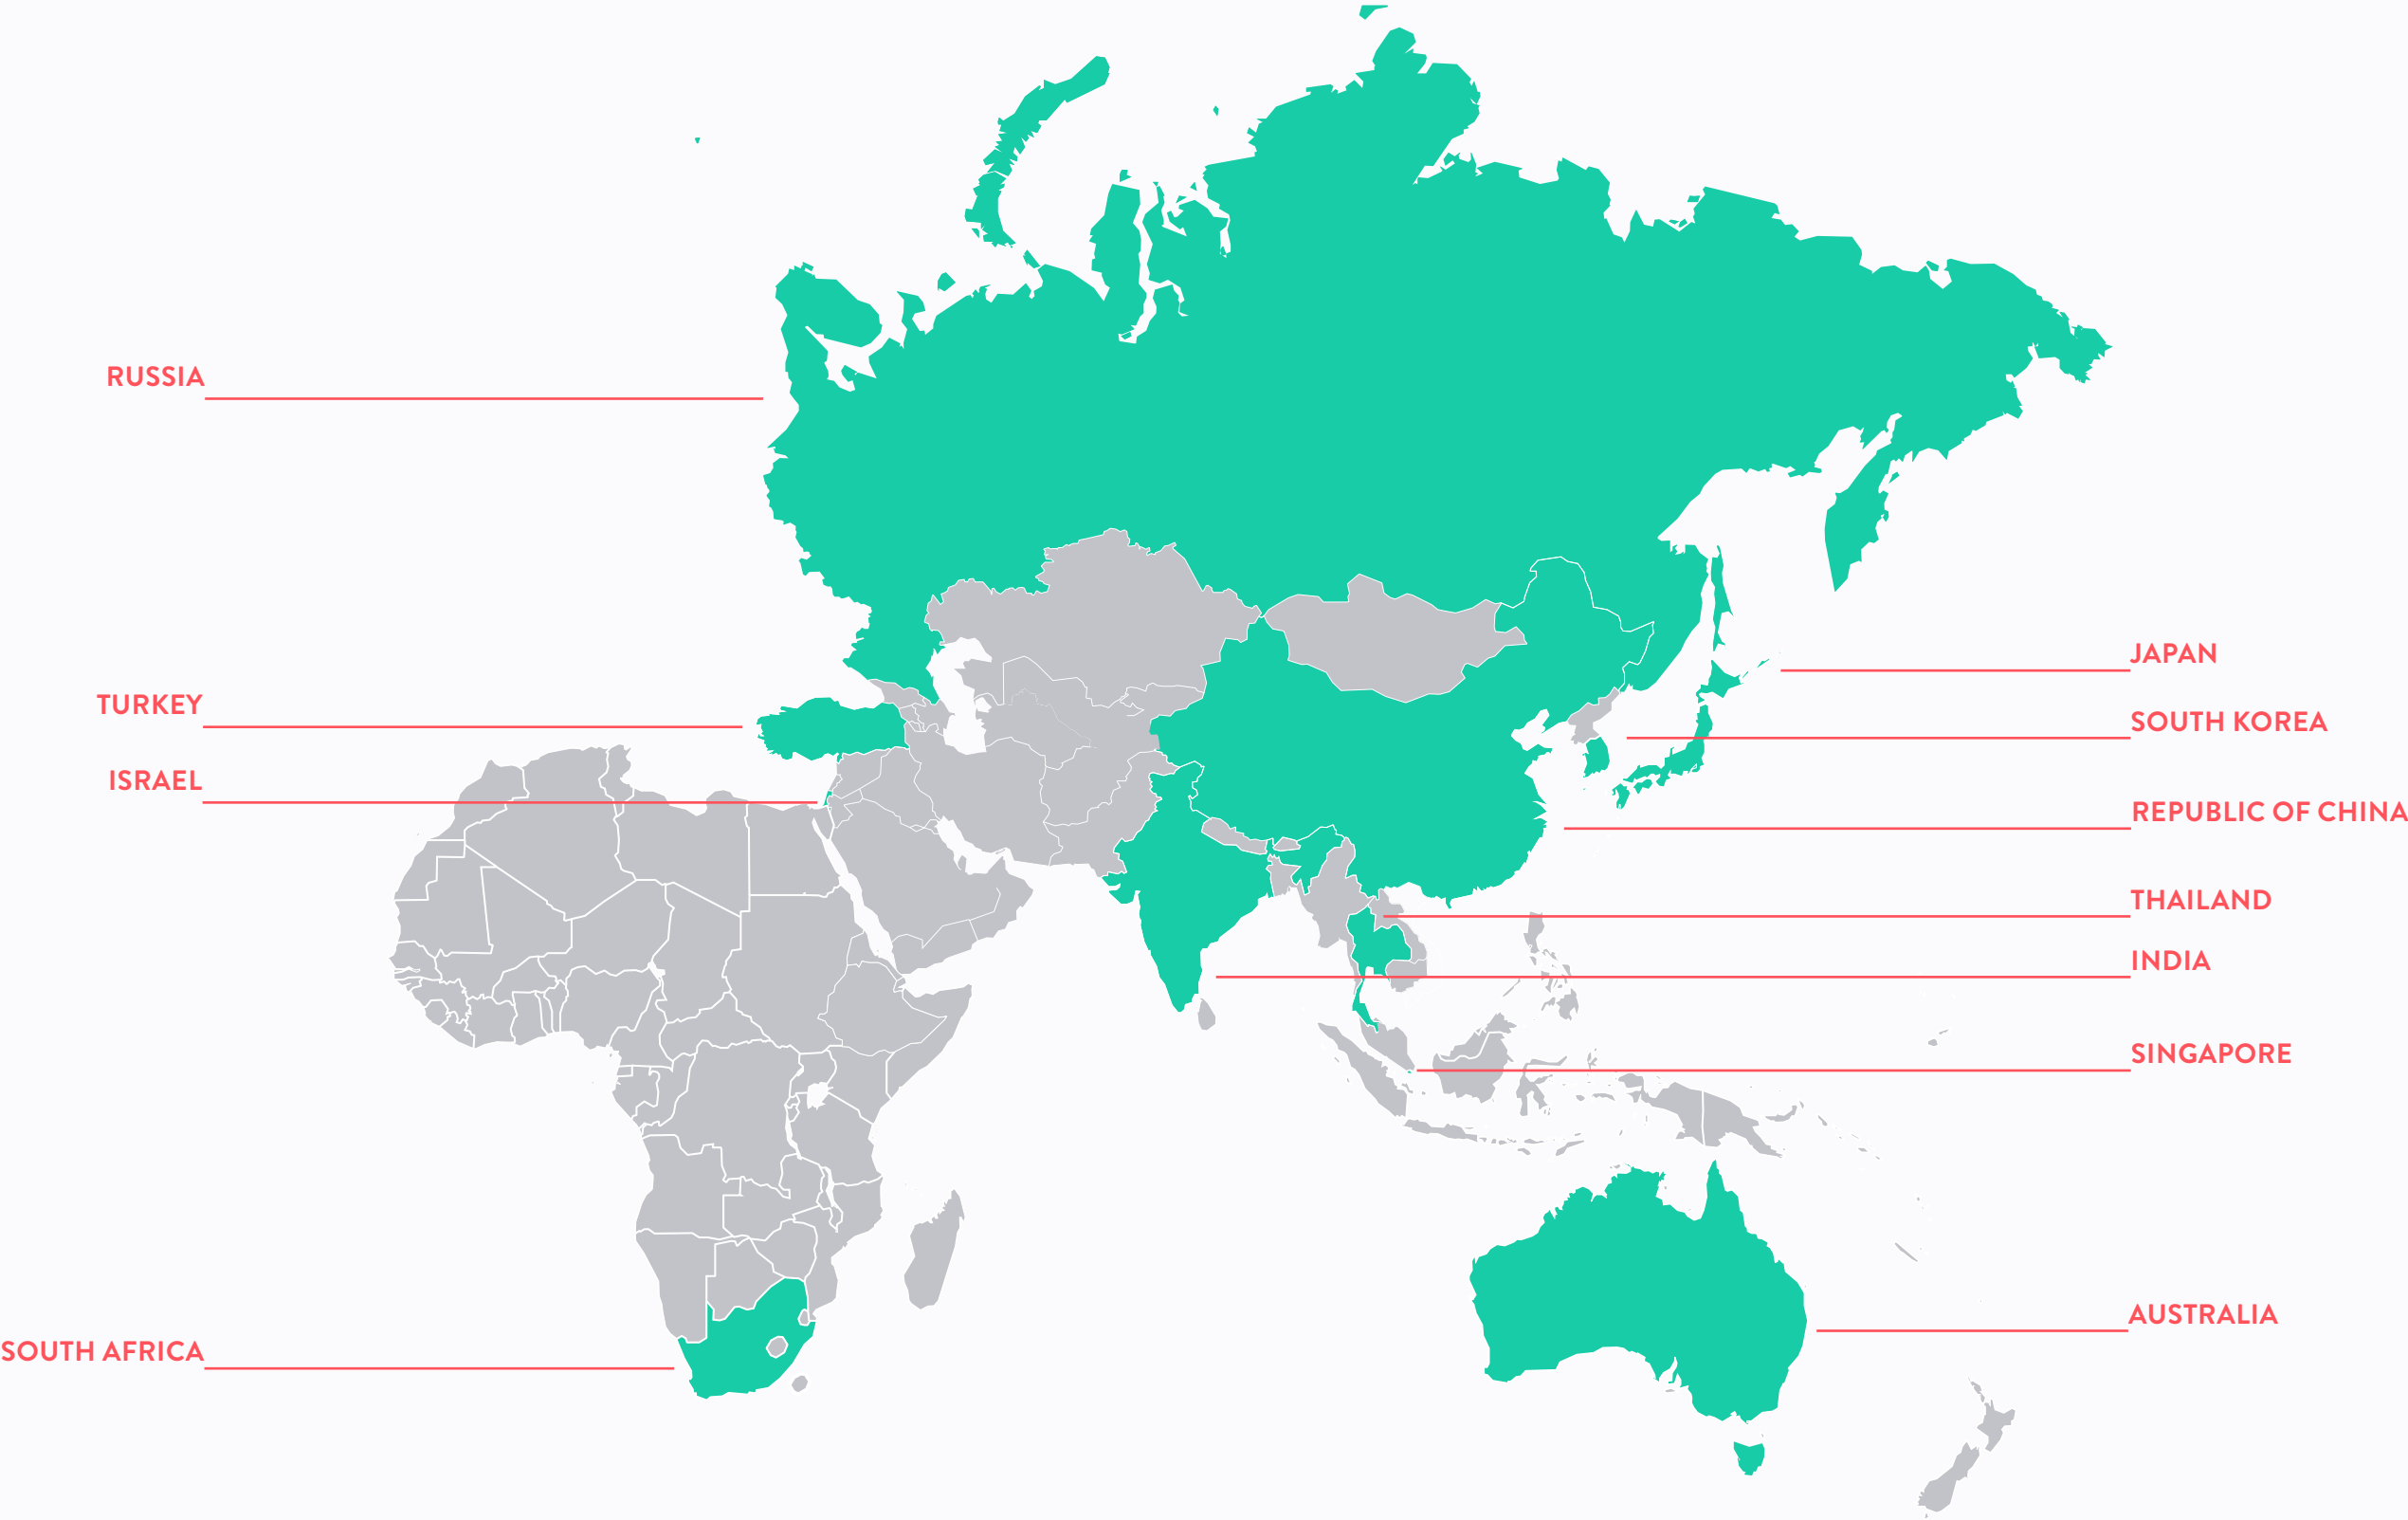 RUSSIA
TURKEY
ISRAEL
SOUTH AFRICA
JAPAN
SOUTH KOREA
REPUBLIC OF CHINA
THAILAND
INDIA
SINGAPORE
AUSTRALIA